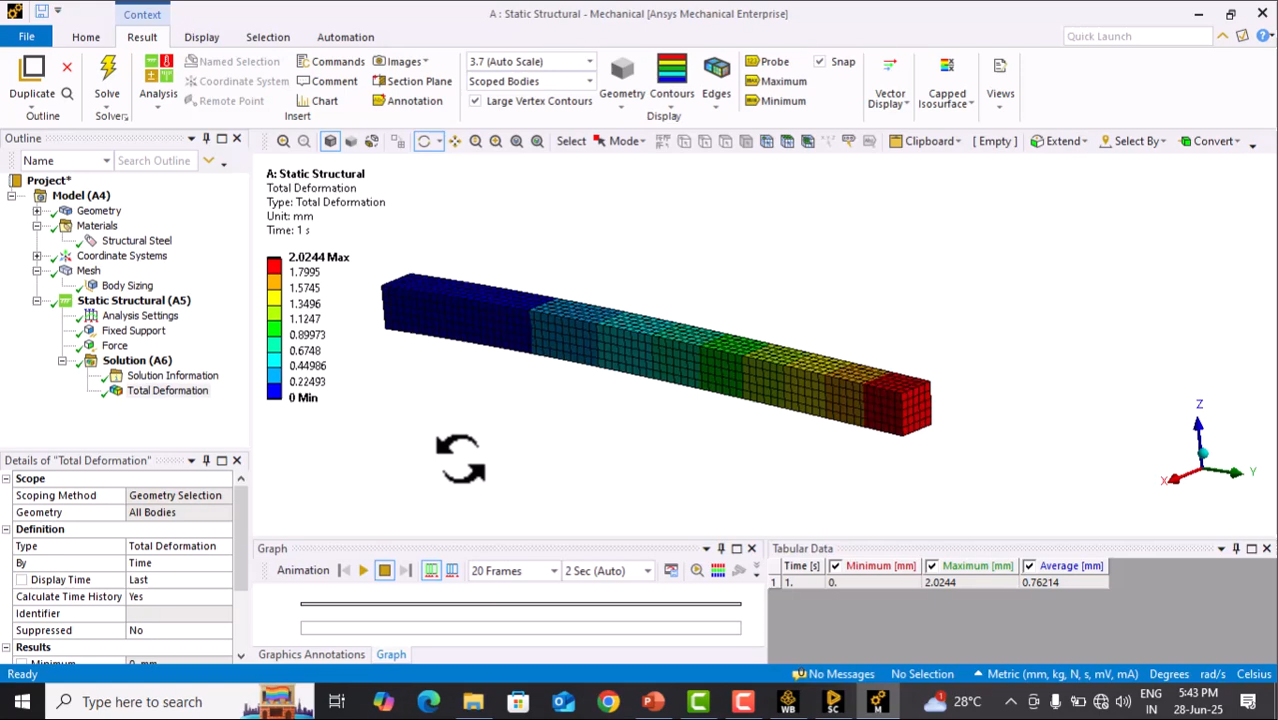 Context
A : Static Structural - Mechanical [Ansys Mechanical Enterprise]
File Home Result Display Selection Automation Quick Launch
Duplicate
Outline
Solve
Solver
Analysis
Named Selection Commands Images
Coordinate System Comment Section Plane
Remote Point Chart Annotation
Insert
3.7 (Auto Scale)
Scoped Bodies
Large Vertex Contours
Geometry Contours Edges
Probe Snap
Maximum
Minimum
Display
Vector Display
Capped Isosurface
Views
Outline
Name Search Outline
Select Mode Clipboard [ Empty ] Extend Select By Convert
Project*
Model (A4)
Geometry
Materials
Structural Steel
Coordinate Systems
Mesh
Body Sizing
Static Structural (A5)
Analysis Settings
Fixed Support
Force
Solution (A6)
Solution Information
Total Deformation
A: Static Structural
Total Deformation
Type: Total Deformation
Unit: mm
Time: 1 s
2.0244 Max
1.7995
1.5745
1.3496
1.1247
0.89973
0.6748
0.44986
0.22493
0 Min
Z
X
Y
Details of "Total Deformation"
Scope
Scoping Method Geometry Selection
Geometry All Bodies
Definition
Type Total Deformation
By Time
Display Time Last
Calculate Time History Yes
Identifier
Suppressed No
Results
Minimum 0. mm
Graph
Animation 20 Frames 2 Sec (Auto)
Graphics Annotations Graph
Tabular Data
Time [s] Minimum [mm] Maximum [mm] Average [mm]
1 1. 0. 2.0244 0.76214
Ready No Messages No Selection Metric (mm, kg, N, s, mV, mA) Degrees rad/s Celsius
Type here to search
WB SC M
1 28°C
ENG
IN
5:43 PM
28-Jun-25